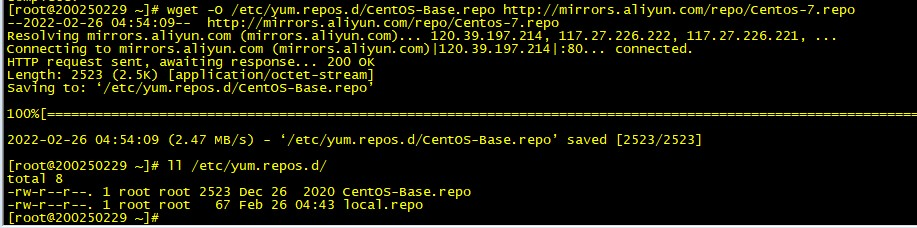 [root@200250229 ~]# wget -O /etc/yum.repos.d/CentOS-Base.repo http://mirrors.aliyun.com/repo/Centos-7.repo
--2022-02-26 04:54:09--  http://mirrors.aliyun.com/repo/Centos-7.repo
Resolving mirrors.aliyun.com (mirrors.aliyun.com)... 120.39.197.214, 117.27.226.222, 117.27.226.221, ...
Connecting to mirrors.aliyun.com (mirrors.aliyun.com)|120.39.197.214|:80... connected.
HTTP request sent, awaiting response... 200 OK
Length: 2523 (2.5K) [application/octet-stream]
Saving to: ‘/etc/yum.repos.d/CentOS-Base.repo’
100%[===================================================================================================
2022-02-26 04:54:09 (2.47 MB/s) - ‘/etc/yum.repos.d/CentOS-Base.repo’ saved [2523/2523]
[root@200250229 ~]# ll /etc/yum.repos.d/
total 8
-rw-r--r--. 1 root root 2523 Dec 26  2020 CentOS-Base.repo
-rw-r--r--. 1 root root   67 Feb 26 04:43 local.repo
[root@200250229 ~]#